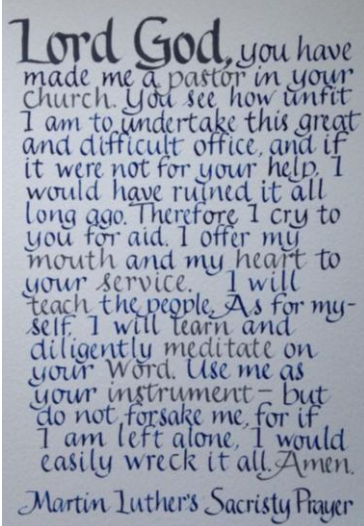 Lord God, you have
made me a pastor in your
church. You see how unfit
I am to undertake this great
and difficult office, and if
it were not for your help, I
would have ruined it all
long ago. Therefore I cry to
you for aid. I offer my
mouth and my heart to
your service. I will
teach the people. As for my-
self, I will learn and
diligently meditate on
your Word. Use me as
your instrument – but
do not forsake me, for if
I am left alone, I would
easily wreck it all. Amen.
Martin Luther's Sacristy Prayer